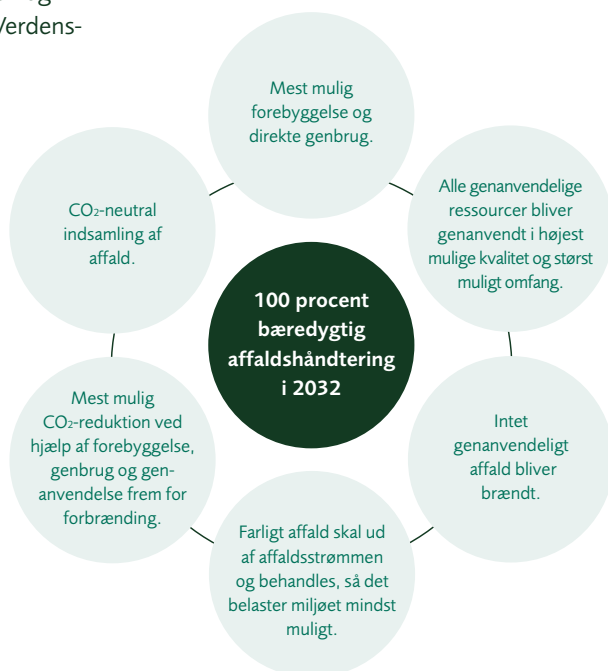 Verdens-
Mest mulig
forebyggelse og
direkte genbrug.
Alle genanvendelige
ressourcer bliver
genanvendt i højest
mulige kvalitet og størst
muligt omfang.
Intet
genanvendeligt
affald bliver
brændt.
Farligt affald skal ud
af affaldsstrømmen
og behandles, så det
belaster miljøet mindst
muligt.
Mest mulig
CO₂-reduktion ved
hjælp af forebyggelse,
genbrug og gen-
anvendelse frem for
forbrænding.
CO₂-neutral
indsamling af
affald.
100 procent
bæredygtig
affaldshåndtering
i 2032